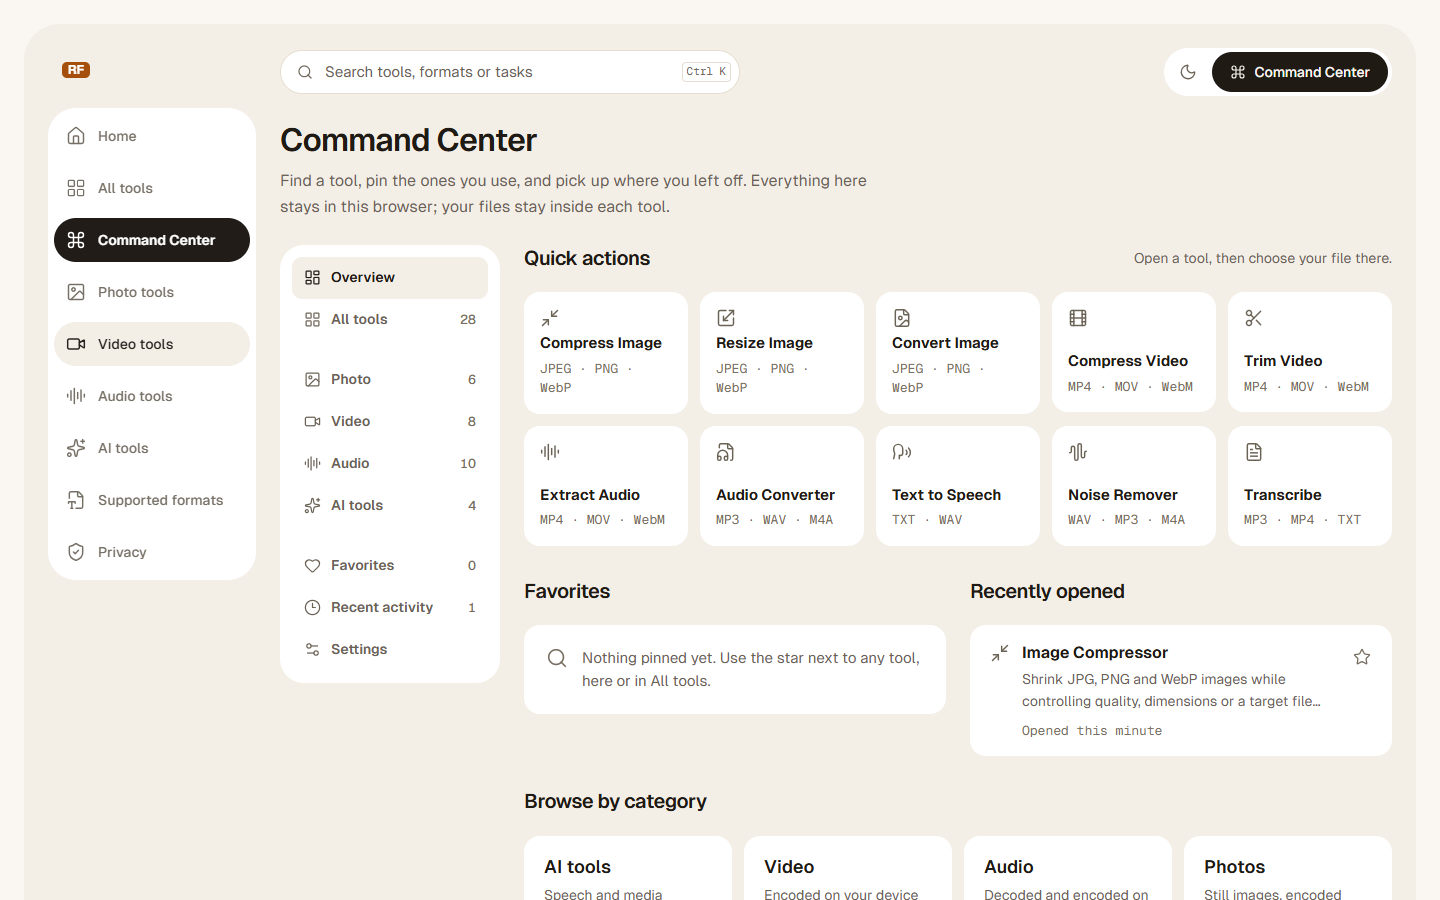 RF
Search tools, formats or tasks
Ctrl K
Command Center
Home
All tools
Command Center
Photo tools
Video tools
Audio tools
AI tools
Supported formats
Privacy
Command Center
Find a tool, pin the ones you use, and pick up where you left off. Everything here
stays in this browser; your files stay inside each tool.
Overview
All tools 28
Photo 6
Video 8
Audio 10
AI tools 4
Favorites 0
Recent activity 1
Settings
Quick actions
Open a tool, then choose your file there.
Compress Image
JPEG · PNG ·
WebP
Resize Image
JPEG · PNG ·
WebP
Convert Image
JPEG · PNG ·
WebP
Compress Video
MP4 · MOV · WebM
Trim Video
MP4 · MOV · WebM
Extract Audio
MP4 · MOV · WebM
Audio Converter
MP3 · WAV · M4A
Text to Speech
TXT · WAV
Noise Remover
WAV · MP3 · M4A
Transcribe
MP3 · MP4 · TXT
Favorites
Nothing pinned yet. Use the star next to any tool,
here or in All tools.
Recently opened
Image Compressor
Shrink JPG, PNG and WebP images while
controlling quality, dimensions or a target file…
Opened this minute
Browse by category
AI tools
Speech and media
Video
Encoded on your device
Audio
Decoded and encoded on
Photos
Still images, encoded